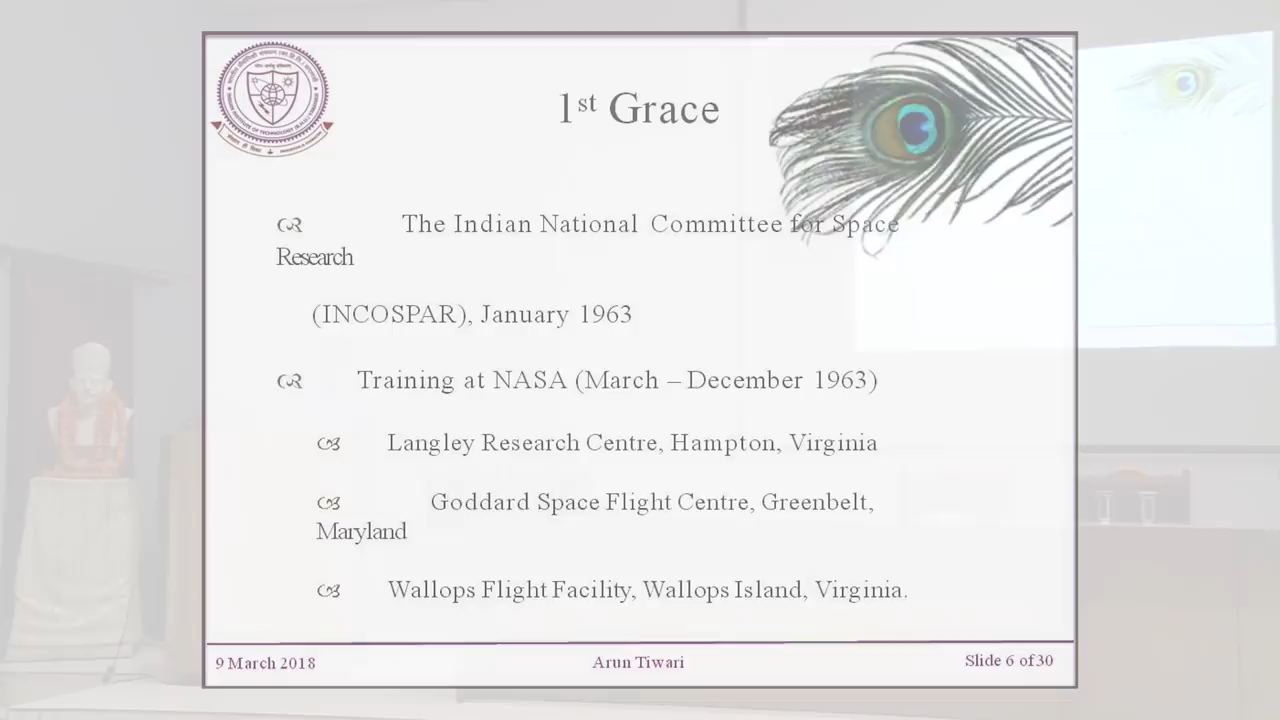 1st Grace
The Indian National Committee for Space
Research
(INCOSPAR), January 1963
Training at NASA (March – December 1963)
Langley Research Centre, Hampton, Virginia
Goddard Space Flight Centre, Greenbelt,
Maryland
Wallops Flight Facility, Wallops Island, Virginia.
9 March 2018
Arun Tiwari
Slide 6 of 30